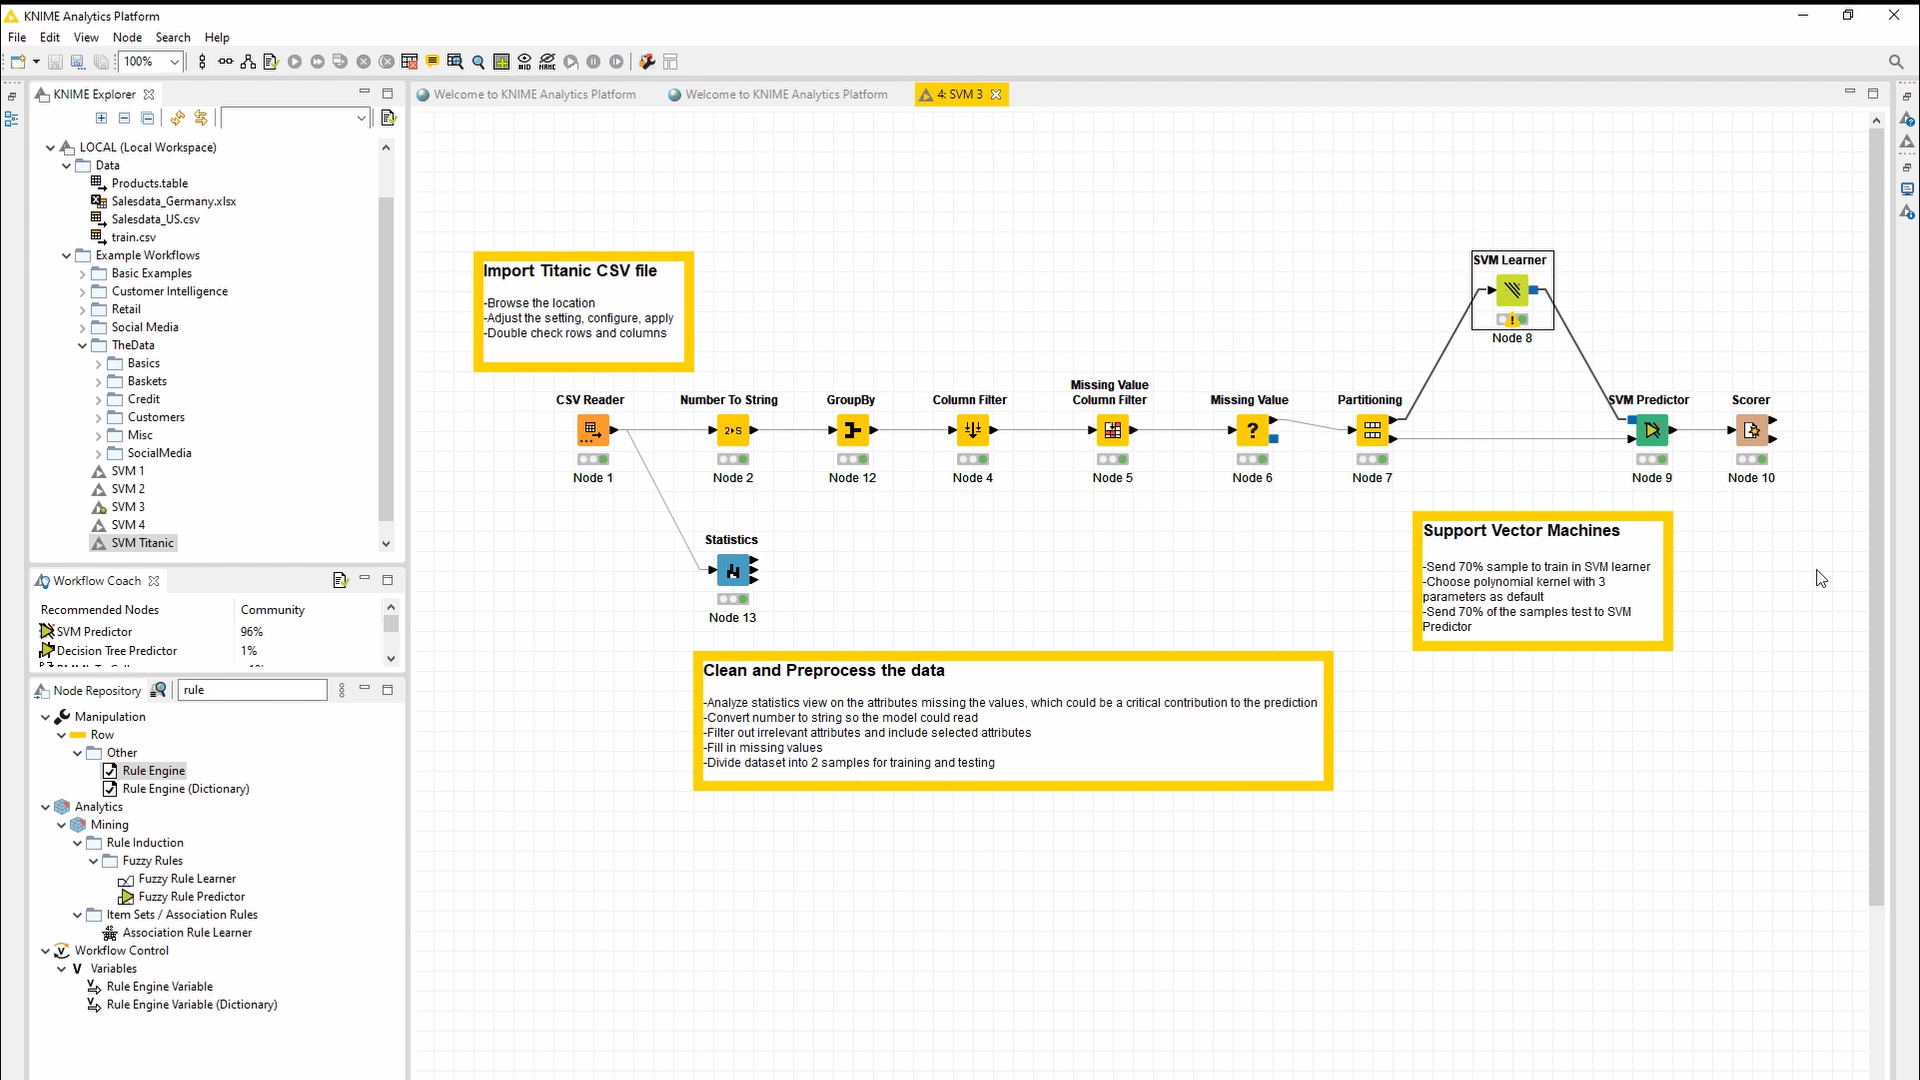 KNIME Analytics Platform
File Edit View Node Search Help
100%
KNIME Explorer
LOCAL (Local Workspace)
Data
Products.table
Salesdata_Germany.xlsx
Salesdata_US.csv
train.csv
Example Workflows
Basic Examples
Customer Intelligence
Retail
Social Media
TheData
Basics
Baskets
Credit
Customers
Misc
SocialMedia
SVM 1
SVM 2
SVM 3
SVM 4
SVM Titanic
Workflow Coach
Recommended Nodes Community
SVM Predictor 96%
Decision Tree Predictor 1%
Node Repository
rule
Manipulation
Row
Other
Rule Engine
Rule Engine (Dictionary)
Analytics
Mining
Rule Induction
Fuzzy Rules
Fuzzy Rule Learner
Fuzzy Rule Predictor
Item Sets / Association Rules
Association Rule Learner
Workflow Control
Variables
Rule Engine Variable
Rule Engine Variable (Dictionary)
Welcome to KNIME Analytics Platform
Welcome to KNIME Analytics Platform
4: SVM 3
Import Titanic CSV file
-Browse the location
-Adjust the setting, configure, apply
-Double check rows and columns
SVM Learner
Node 8
CSV Reader
Node 1
Number To String
2▸S
Node 2
GroupBy
Node 12
Column Filter
Node 4
Missing Value
Column Filter
Node 5
Missing Value
?
Node 6
Partitioning
Node 7
SVM Predictor
Node 9
Scorer
Node 10
Statistics
Node 13
Support Vector Machines
-Send 70% sample to train in SVM learner
-Choose polynomial kernel with 3
parameters as default
-Send 70% of the samples test to SVM
Predictor
Clean and Preprocess the data
-Analyze statistics view on the attributes missing the values, which could be a critical contribution to the prediction
-Convert number to string so the model could read
-Filter out irrelevant attributes and include selected attributes
-Fill in missing values
-Divide dataset into 2 samples for training and testing